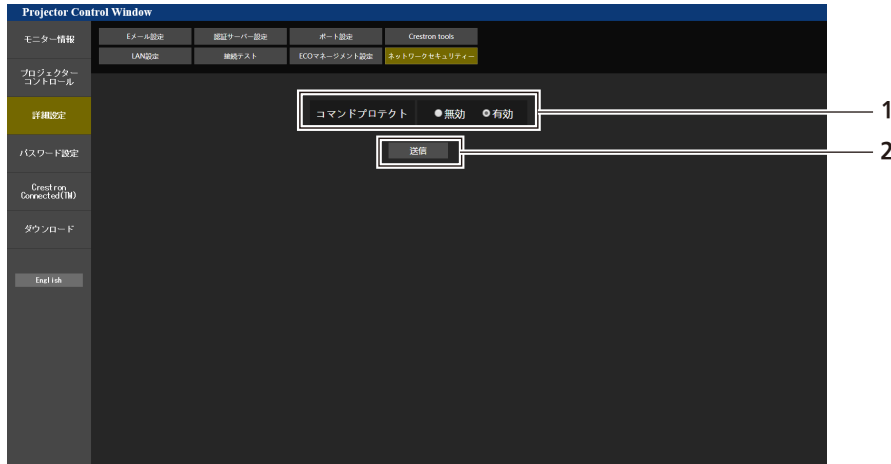 Projector Control Window
モニター情報
プロジェクター
コントロール
詳細設定
パスワード設定
Crestron
Connected(TM)
ダウンロード
English
Eメール設定
認証サーバー設定
ポート設定
Crestron tools
LAN設定
接続テスト
ECOマネージメント設定
ネットワークセキュリティー
コマンドプロテクト 無効 有効
1
送信
2